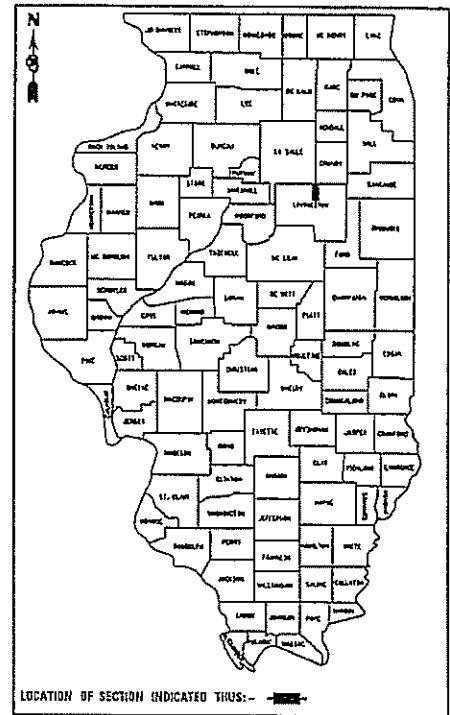 N
JO DAVIESS STEPHENSON WINNEBAGO BOONE MC HENRY LAKE
CARROLL OGLE
DE KALB KANE DU PAGE COOK
WHITESIDE LEE
KENDALL WILL
ROCK ISLAND HENRY BUREAU LA SALLE GRUNDY
MERCER PUTNAM
STARK MARSHALL KANKAKEE
WARREN KNOX PEORIA WOODFORD LIVINGSTON
IROQUOIS
HANCOCK MC DONOUGH FULTON TAZEWELL MC LEAN FORD
SCHUYLER MASON LOGAN DE WITT CHAMPAIGN VERMILION
ADAMS BROWN CASS MENARD MACON PIATT
PIKE SCOTT MORGAN SANGAMON CHRISTIAN MOULTRIE DOUGLAS EDGAR
COLES
GREENE MACOUPIN MONTGOMERY SHELBY CUMBERLAND CLARK
JERSEY FAYETTE EFFINGHAM JASPER CRAWFORD
MADISON BOND CLAY RICHLAND LAWRENCE
CLINTON MARION
ST. CLAIR WASHINGTON WAYNE
MONROE JEFFERSON
RANDOLPH PERRY FRANKLIN HAMILTON WHITE
JACKSON WILLIAMSON SALINE GALLATIN
UNION JOHNSON POPE HARDIN
PULASKI MASSAC
LOCATION OF SECTION INDICATED THUS: -